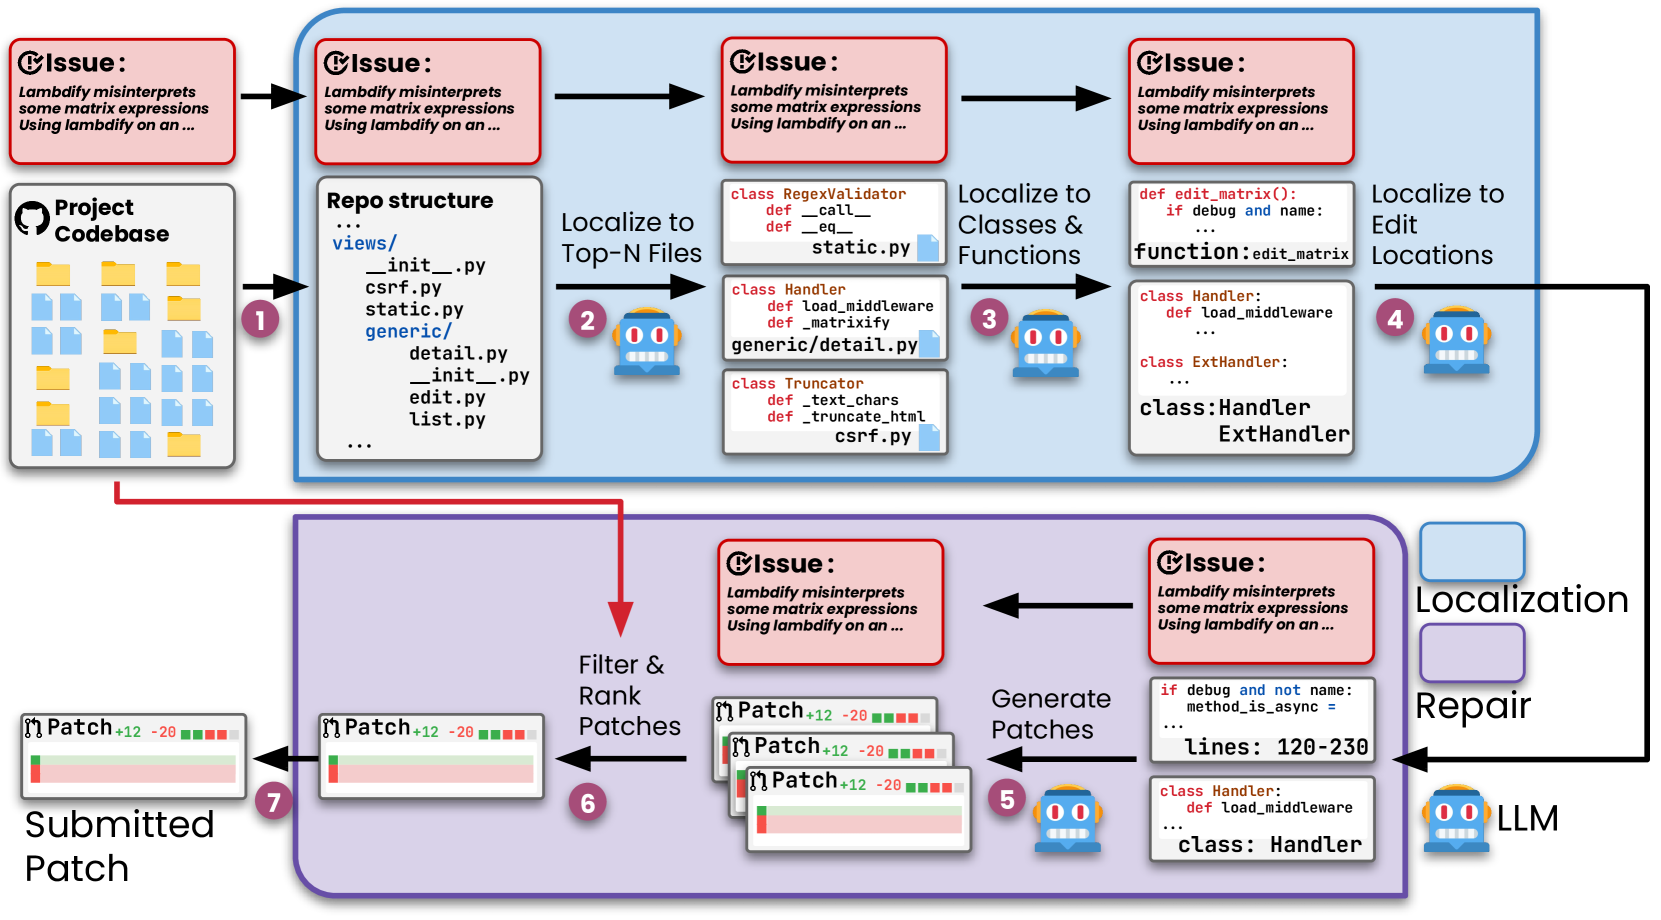 Issue:
Lambdify misinterprets
some matrix expressions
Using lambdify on an ...
Project
Codebase
1
Issue:
Lambdify misinterprets
some matrix expressions
Using lambdify on an ...
Repo structure
...
views/
__init__.py
csrf.py
static.py
generic/
detail.py
__init__.py
edit.py
list.py
...
Localize to
Top-N Files
2
Issue:
Lambdify misinterprets
some matrix expressions
Using lambdify on an ...
class RegexValidator
def __call__
def __eq__
static.py
class Handler
def load_middleware
def _matrixify
generic/detail.py
class Truncator
def _text_chars
def _truncate_html
csrf.py
Localize to
Classes &
Functions
3
Issue:
Lambdify misinterprets
some matrix expressions
Using lambdify on an ...
def edit_matrix():
if debug and name:
...
function:edit_matrix
class Handler:
def load_middleware
...
class ExtHandler:
...
class:Handler
ExtHandler
Localize to
Edit
Locations
4
Localization
Repair
LLM
Issue:
Lambdify misinterprets
some matrix expressions
Using lambdify on an ...
if debug and not name:
method_is_async =
...
lines: 120-230
class Handler:
def load_middleware
...
class: Handler
Generate
Patches
5
Issue:
Lambdify misinterprets
some matrix expressions
Using lambdify on an ...
Patch +12 -20
Patch +12 -20
Patch +12 -20
Filter &
Rank
Patches
6
Patch +12 -20
7
Patch +12 -20
Submitted
Patch